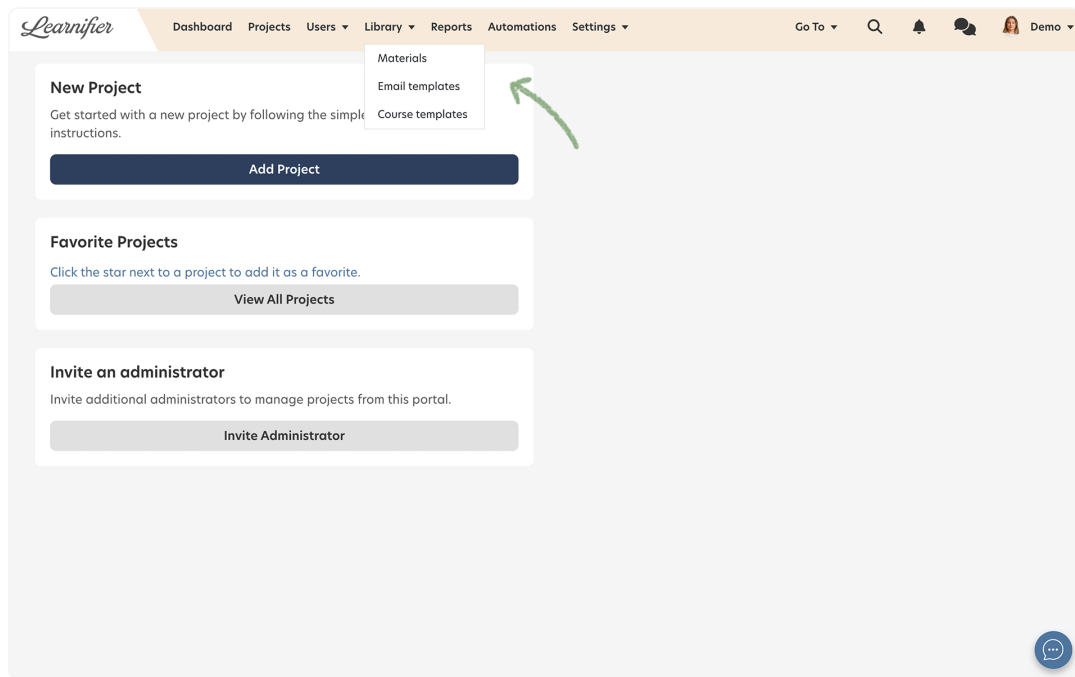 Learnifier
Dashboard Projects Users Library Reports Automations Settings Go To Demo
Materials
Email templates
Course templates
New Project
Get started with a new project by following the simple
instructions.
Add Project
Favorite Projects
Click the star next to a project to add it as a favorite.
View All Projects
Invite an administrator
Invite additional administrators to manage projects from this portal.
Invite Administrator